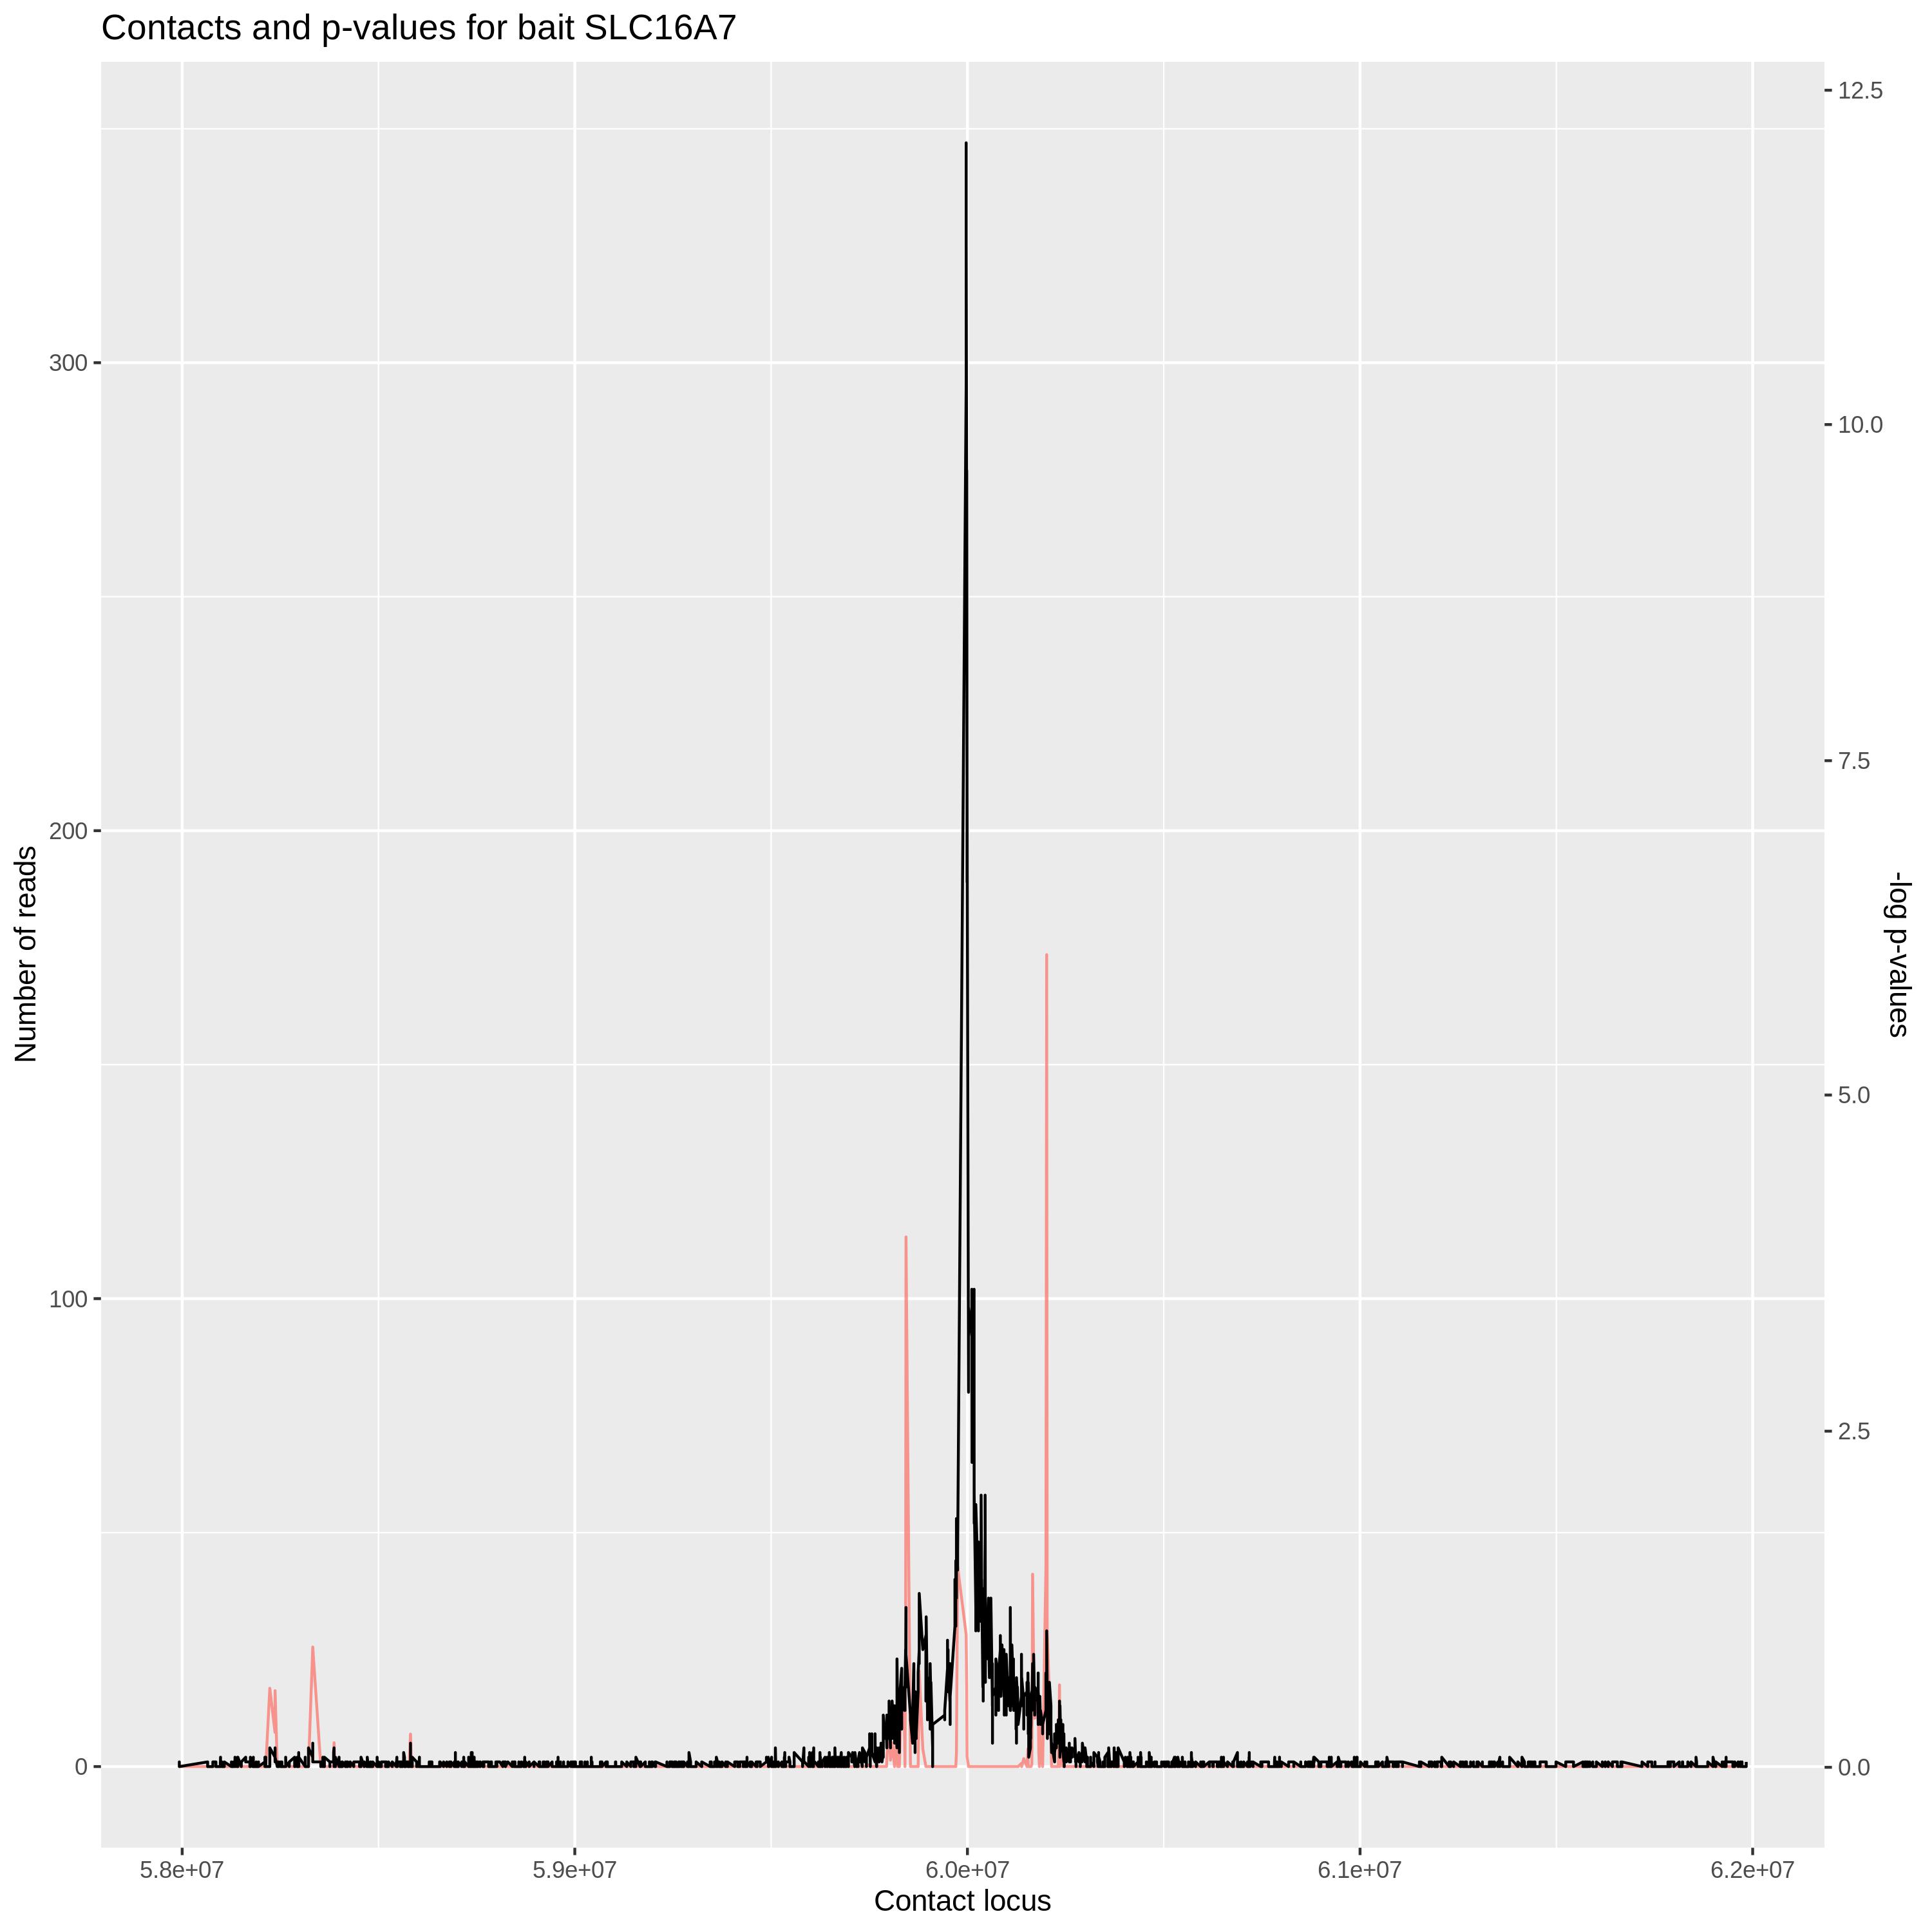 Contacts and p-values for bait SLC16A7
Number of reads
300
200
100
0
12.5
10.0
7.5
5.0
2.5
0.0
-log p-values
5.8e+07
5.9e+07
6.0e+07
6.1e+07
6.2e+07
Contact locus